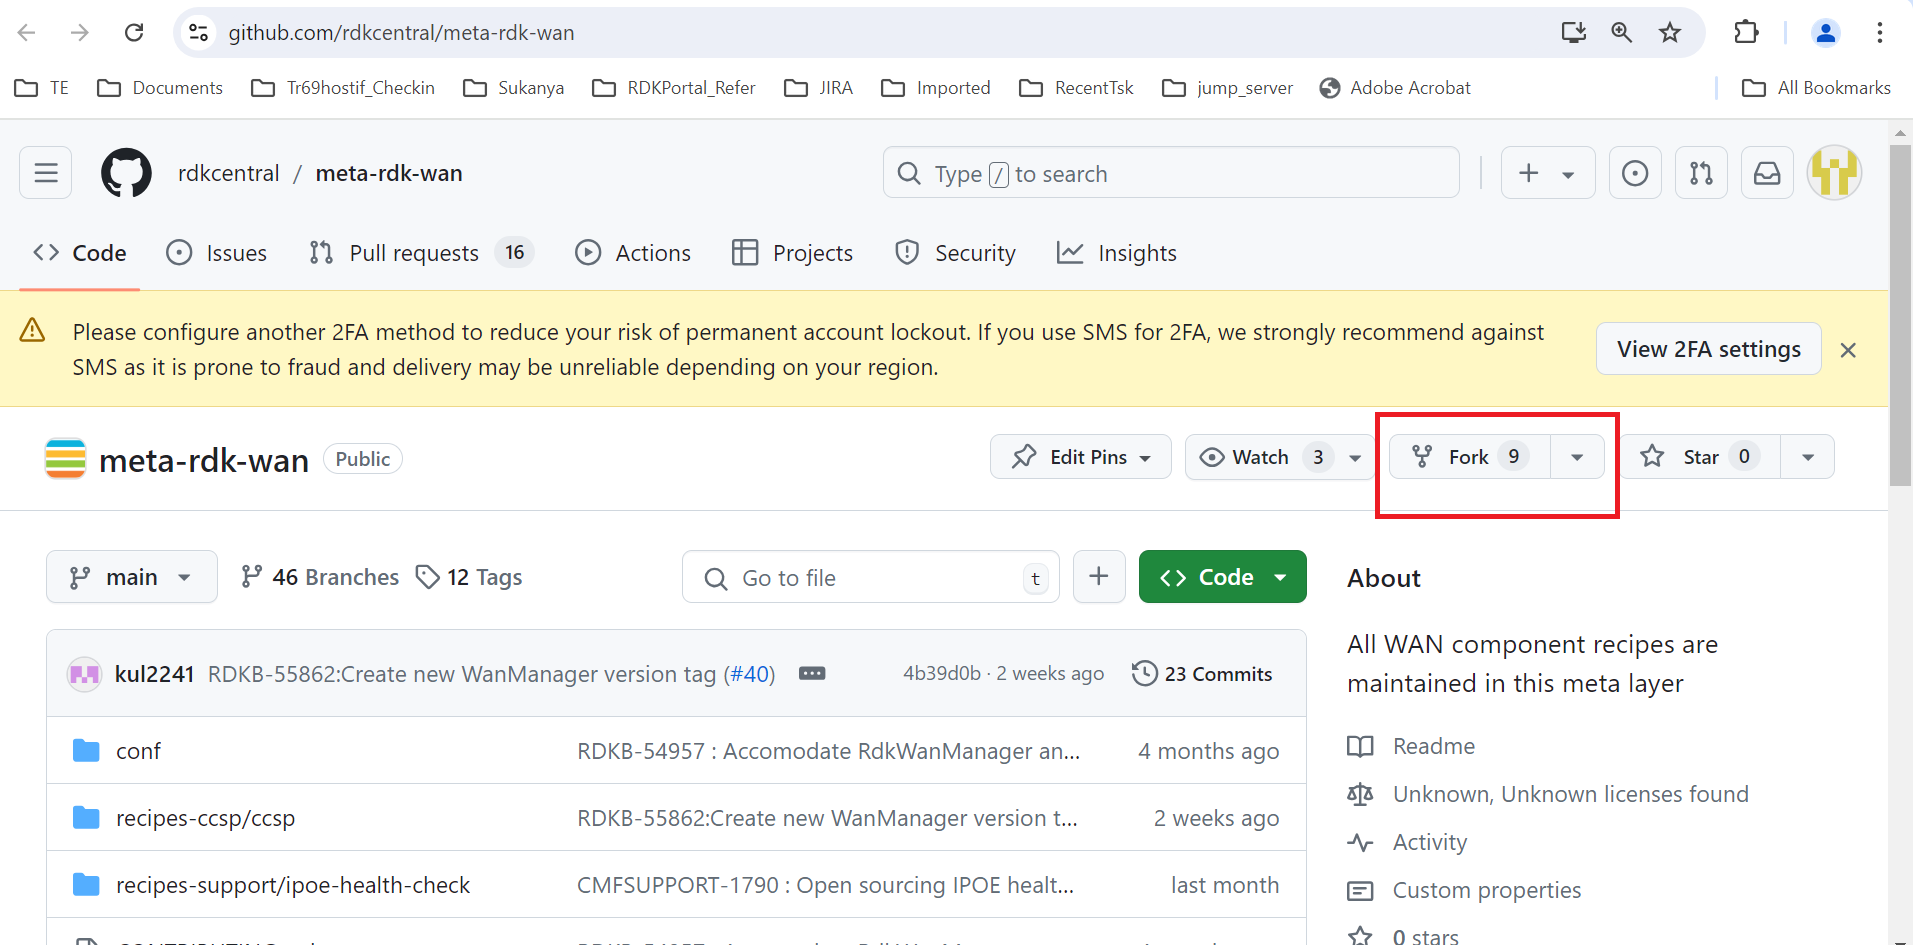 github.com/rdkcentral/meta-rdk-wan
TE Documents Tr69hostif_Checkin Sukanya RDKPortal_Refer JIRA Imported RecentTsk jump_server Adobe Acrobat All Bookmarks
rdkcentral / meta-rdk-wan Type / to search
Code Issues Pull requests 16 Actions Projects Security Insights
Please configure another 2FA method to reduce your risk of permanent account lockout. If you use SMS for 2FA, we strongly recommend against
SMS as it is prone to fraud and delivery may be unreliable depending on your region.
View 2FA settings
meta-rdk-wan Public Edit Pins Watch 3 Fork 9 Star 0
main 46 Branches 12 Tags Go to file t Code
kul2241 RDKB-55862:Create new WanManager version tag (#40) 4b39d0b · 2 weeks ago 23 Commits
conf RDKB-54957 : Accomodate RdkWanManager an... 4 months ago
recipes-ccsp/ccsp RDKB-55862:Create new WanManager version t... 2 weeks ago
recipes-support/ipoe-health-check CMFSUPPORT-1790 : Open sourcing IPOE healt... last month
About
All WAN component recipes are
maintained in this meta layer
Readme
Unknown, Unknown licenses found
Activity
Custom properties
0 stars